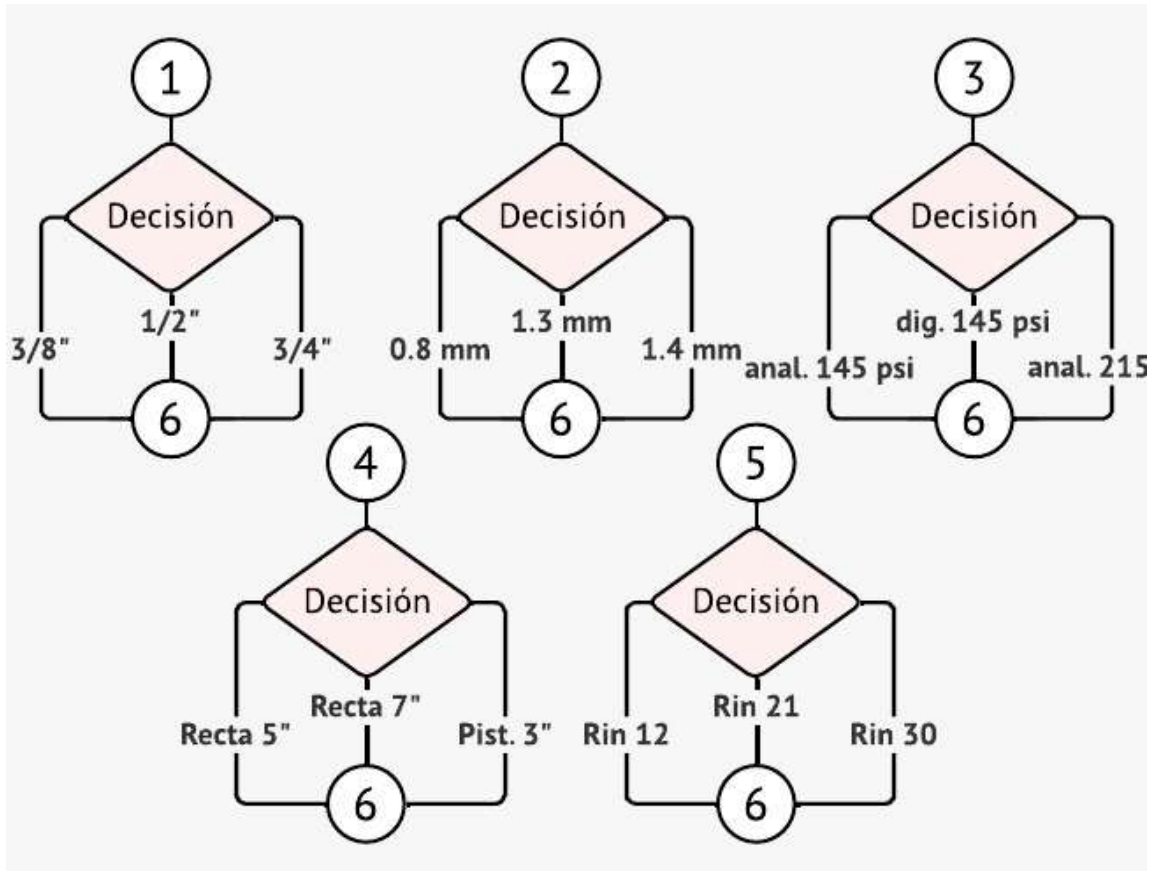 1
2
3
Decisión
Decisión
Decisión
1/2"
1.3 mm
dig. 145 psi
3/8"
3/4"
0.8 mm
1.4 mm
anal. 145 psi
anal. 215
6
6
6
4
5
Decisión
Decisión
Recta 7"
Rin 21
Recta 5"
Pist. 3"
Rin 12
Rin 30
6
6